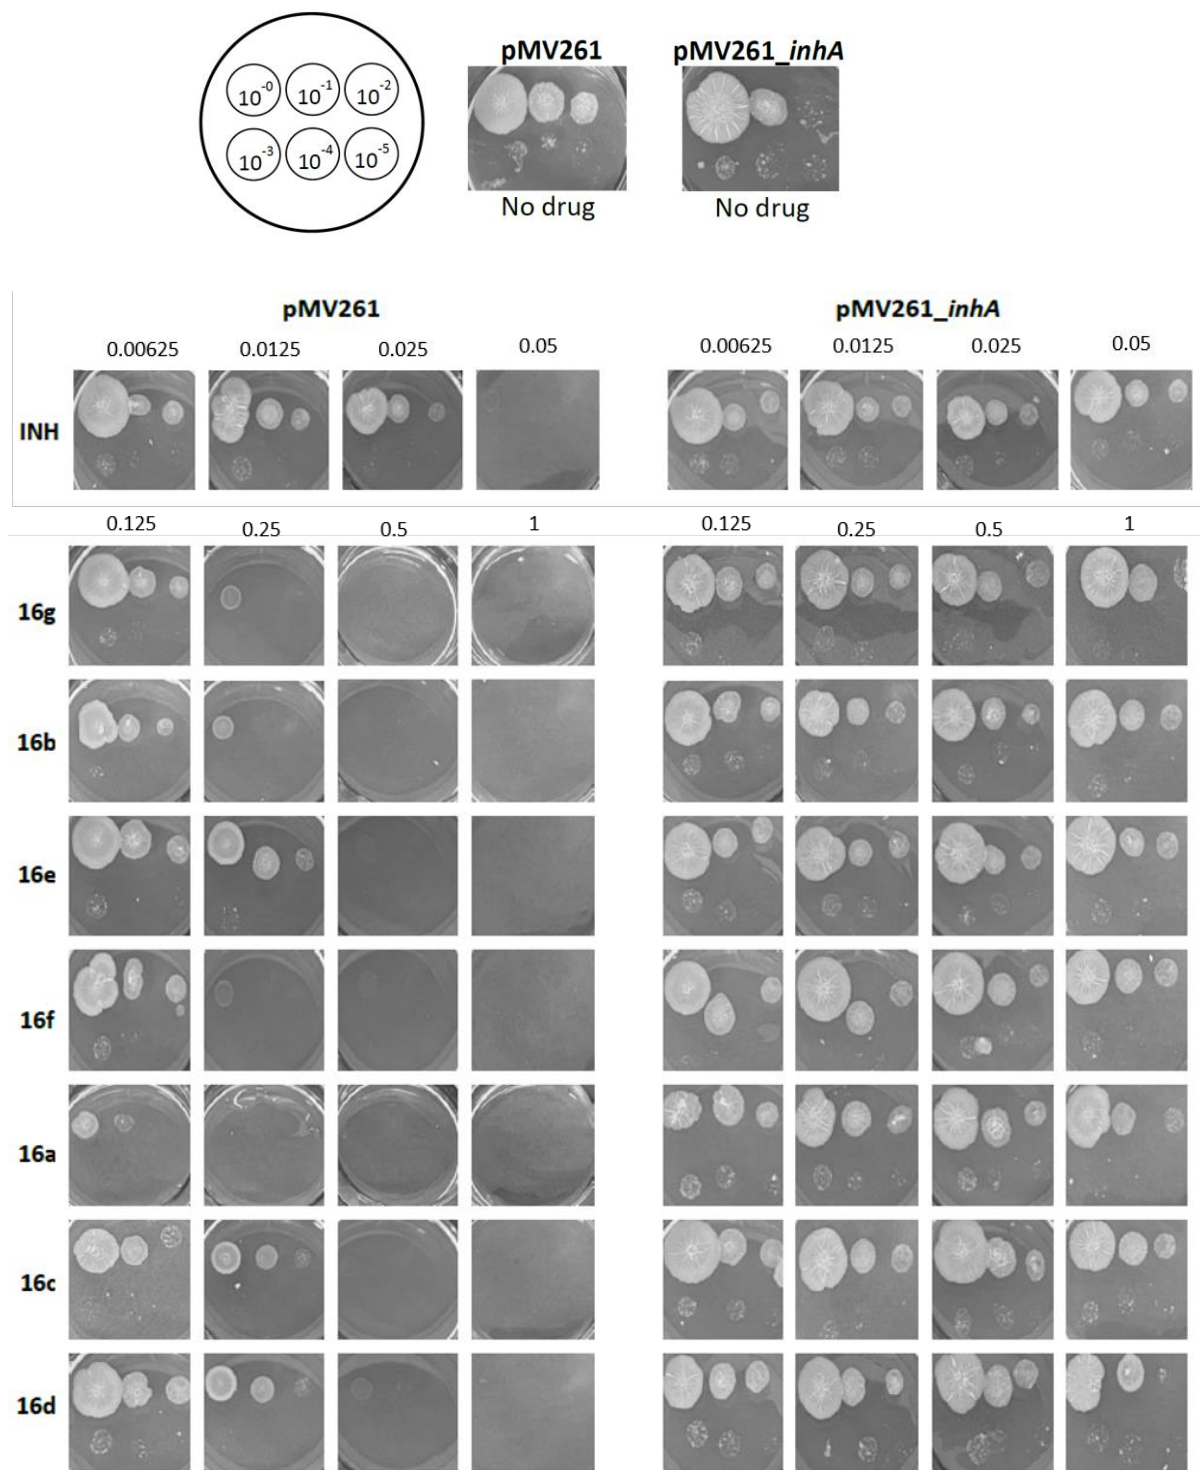 pMV261 pMV261_inhA
10⁻⁰ 10⁻¹ 10⁻²
10⁻³ 10⁻⁴ 10⁻⁵
No drug No drug
pMV261 pMV261_inhA
0.00625 0.0125 0.025 0.05 0.00625 0.0125 0.025 0.05
INH
0.125 0.25 0.5 1 0.125 0.25 0.5 1
16g
16b
16e
16f
16a
16c
16d